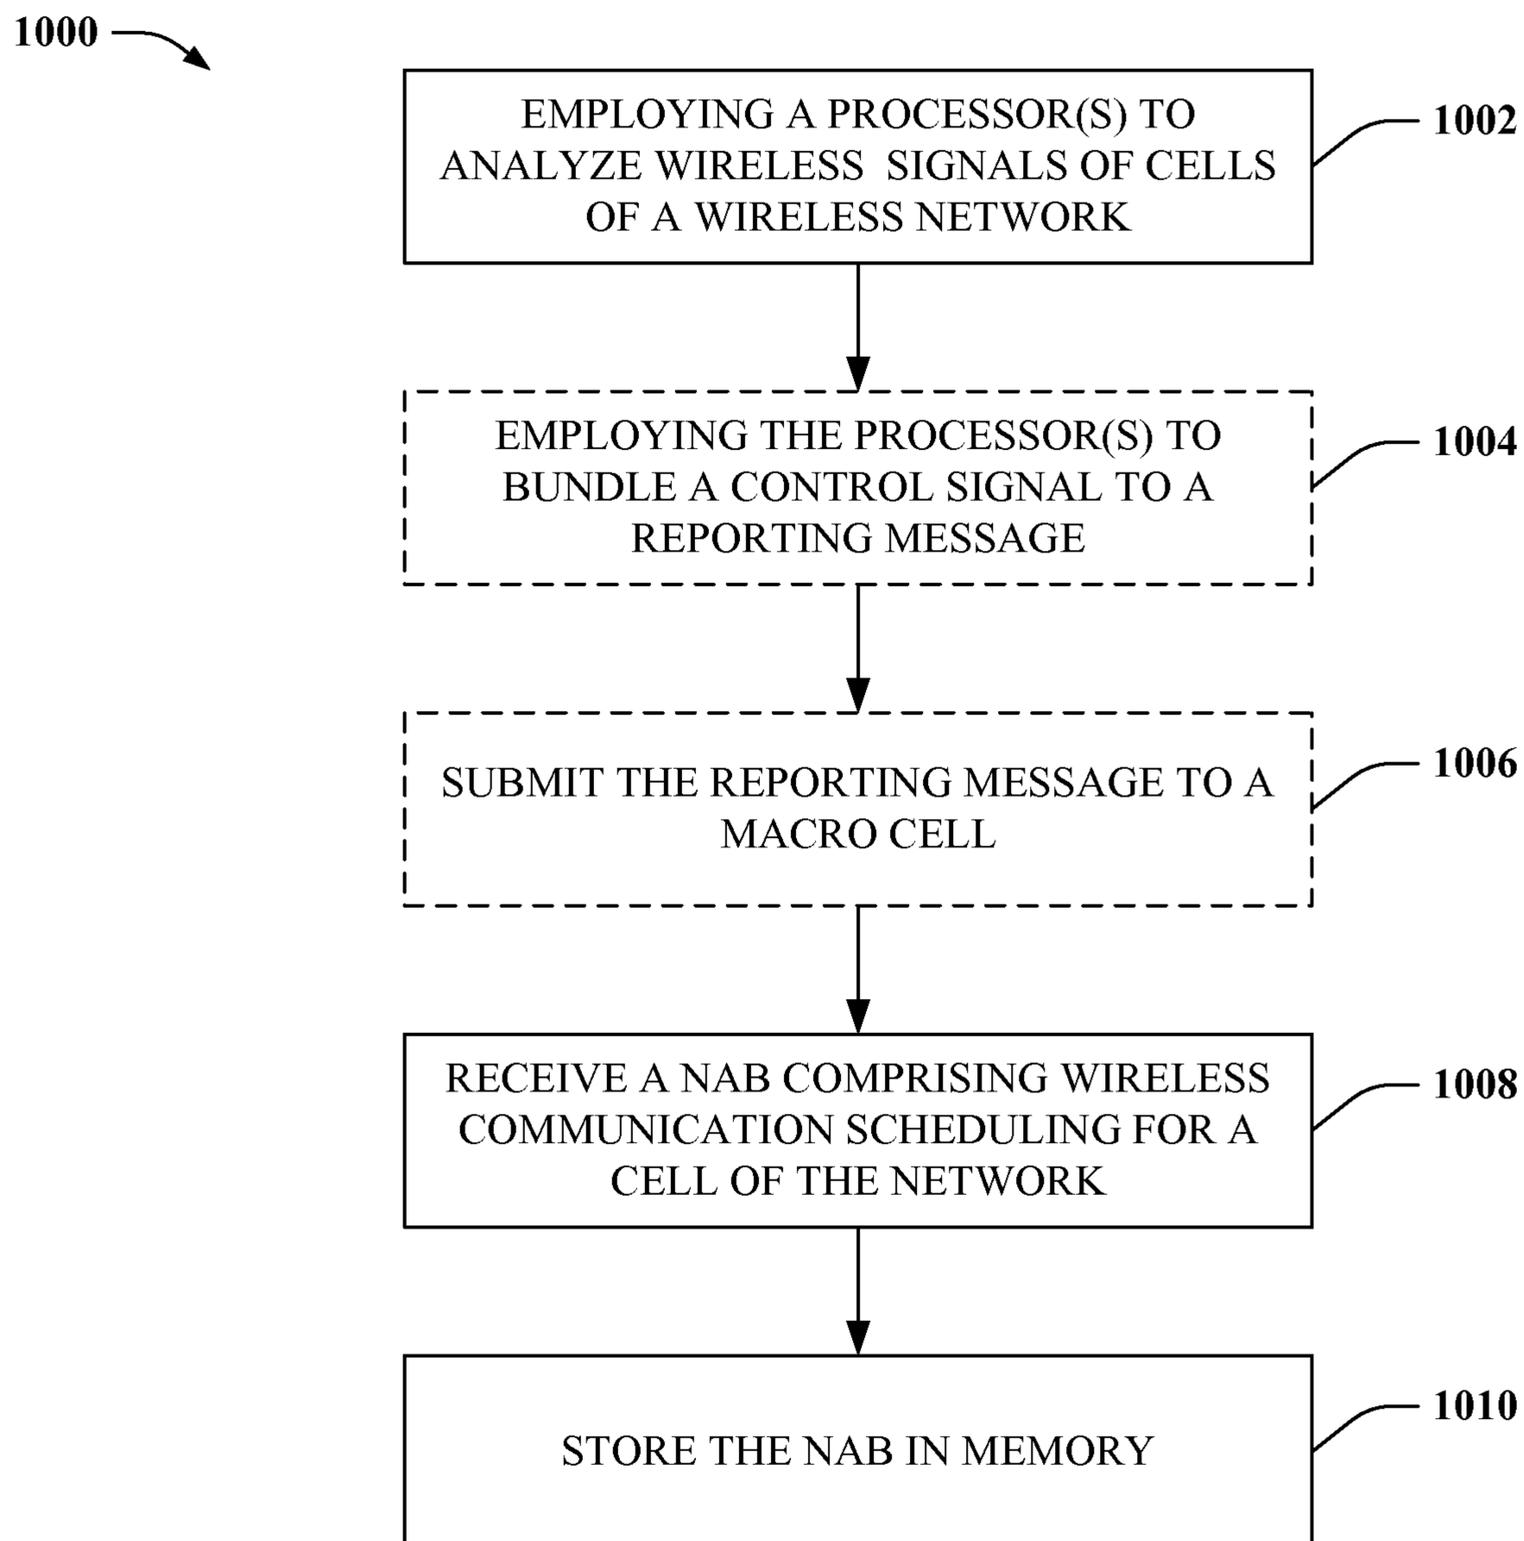 1000
EMPLOYING A PROCESSOR(S) TO
ANALYZE WIRELESS SIGNALS OF CELLS
OF A WIRELESS NETWORK
1002
EMPLOYING THE PROCESSOR(S) TO
BUNDLE A CONTROL SIGNAL TO A
REPORTING MESSAGE
1004
SUBMIT THE REPORTING MESSAGE TO A
MACRO CELL
1006
RECEIVE A NAB COMPRISING WIRELESS
COMMUNICATION SCHEDULING FOR A
CELL OF THE NETWORK
1008
STORE THE NAB IN MEMORY
1010